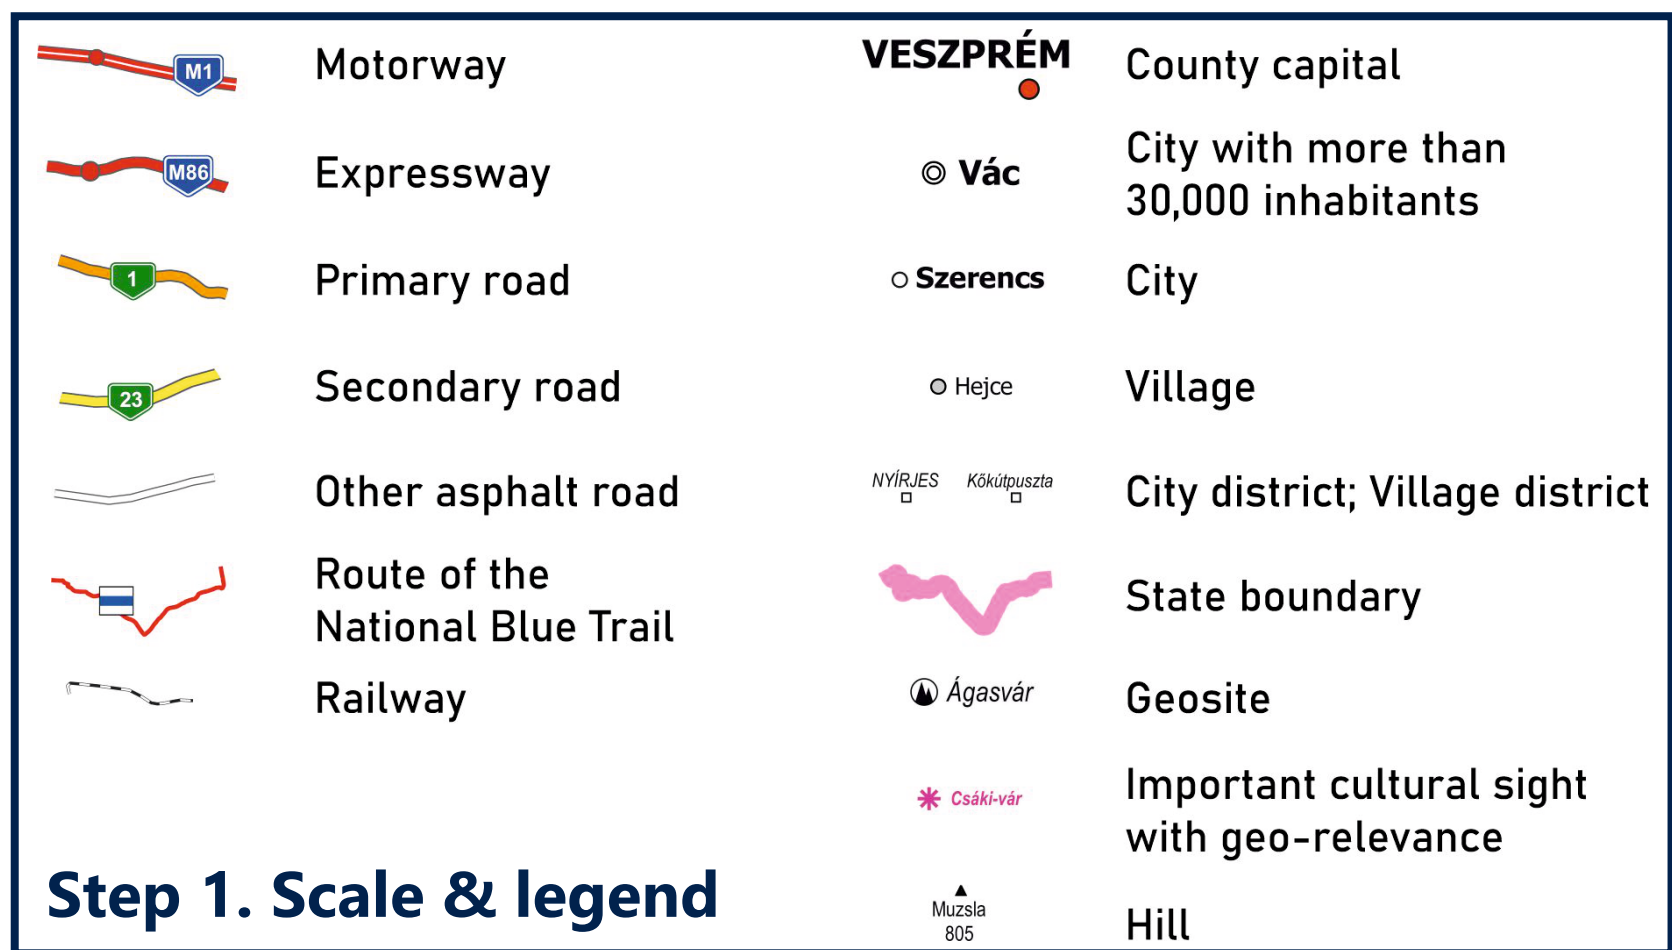 M1
Motorway
M86
Expressway
1
Primary road
23
Secondary road
Other asphalt road
Route of the
National Blue Trail
Railway
VESZPRÉM
County capital
Vác
City with more than
30,000 inhabitants
Szerencs
City
Hejce
Village
NYÍRJES Kőkútpuszta
City district; Village district
State boundary
Ágasvár
Geosite
Csáki-vár
Important cultural sight
with geo-relevance
Muzsla
805
Hill
Step 1. Scale & legend